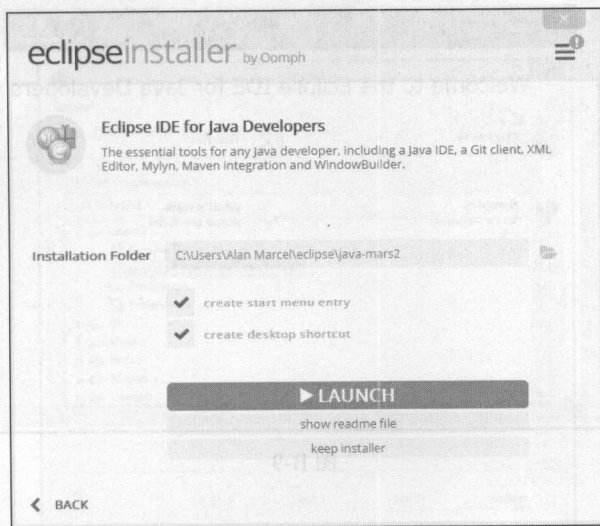 eclipseinstaller by Oomph
Eclipse IDE for Java Developers
The essential tools for any Java developer, including a Java IDE, a Git client, XML
Editor, Mylyn, Maven integration and WindowBuilder.
Installation Folder C:\Users\Alan Marcel\eclipse\java-mars2
create start menu entry
create desktop shortcut
LAUNCH
show readme file
keep installer
BACK